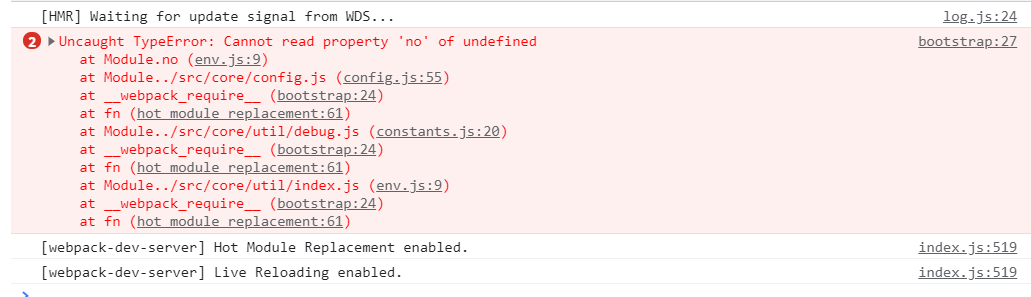 [HMR] Waiting for update signal from WDS... log.js:24
2 Uncaught TypeError: Cannot read property 'no' of undefined bootstrap:27
at Module.no (env.js:9)
at Module../src/core/config.js (config.js:55)
at __webpack_require__ (bootstrap:24)
at fn (hot module replacement:61)
at Module../src/core/util/debug.js (constants.js:20)
at __webpack_require__ (bootstrap:24)
at fn (hot module replacement:61)
at Module../src/core/util/index.js (env.js:9)
at __webpack_require__ (bootstrap:24)
at fn (hot module replacement:61)
[webpack-dev-server] Hot Module Replacement enabled. index.js:519
[webpack-dev-server] Live Reloading enabled. index.js:519